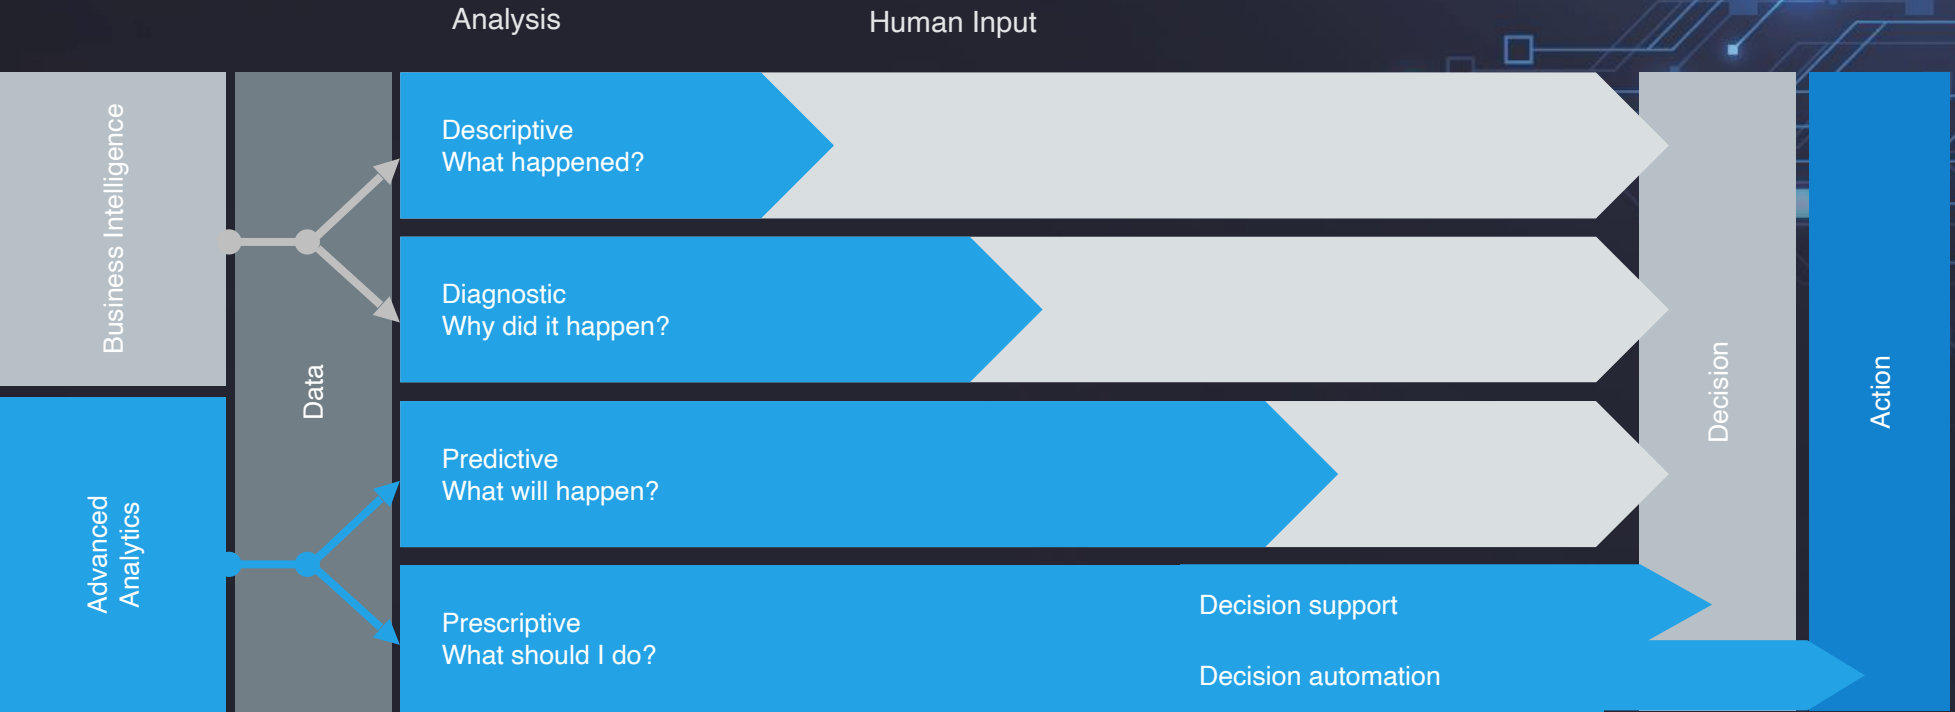 Analysis
Human Input
Business Intelligence
Advanced
Analytics
Data
Descriptive
What happened?
Diagnostic
Why did it happen?
Predictive
What will happen?
Prescriptive
What should I do?
Decision support
Decision automation
Decision
Action